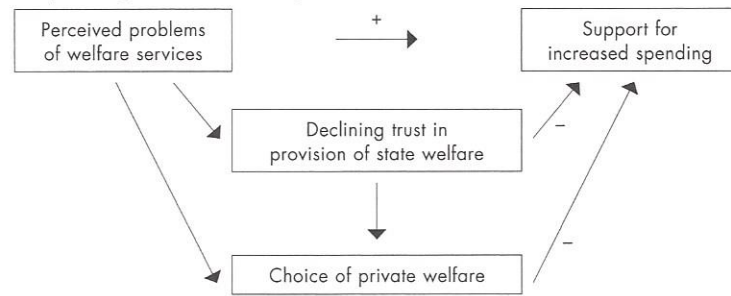 Perceived problems
of welfare services
+
Support for
increased spending
Declining trust in
provision of state welfare
–
Choice of private welfare
–